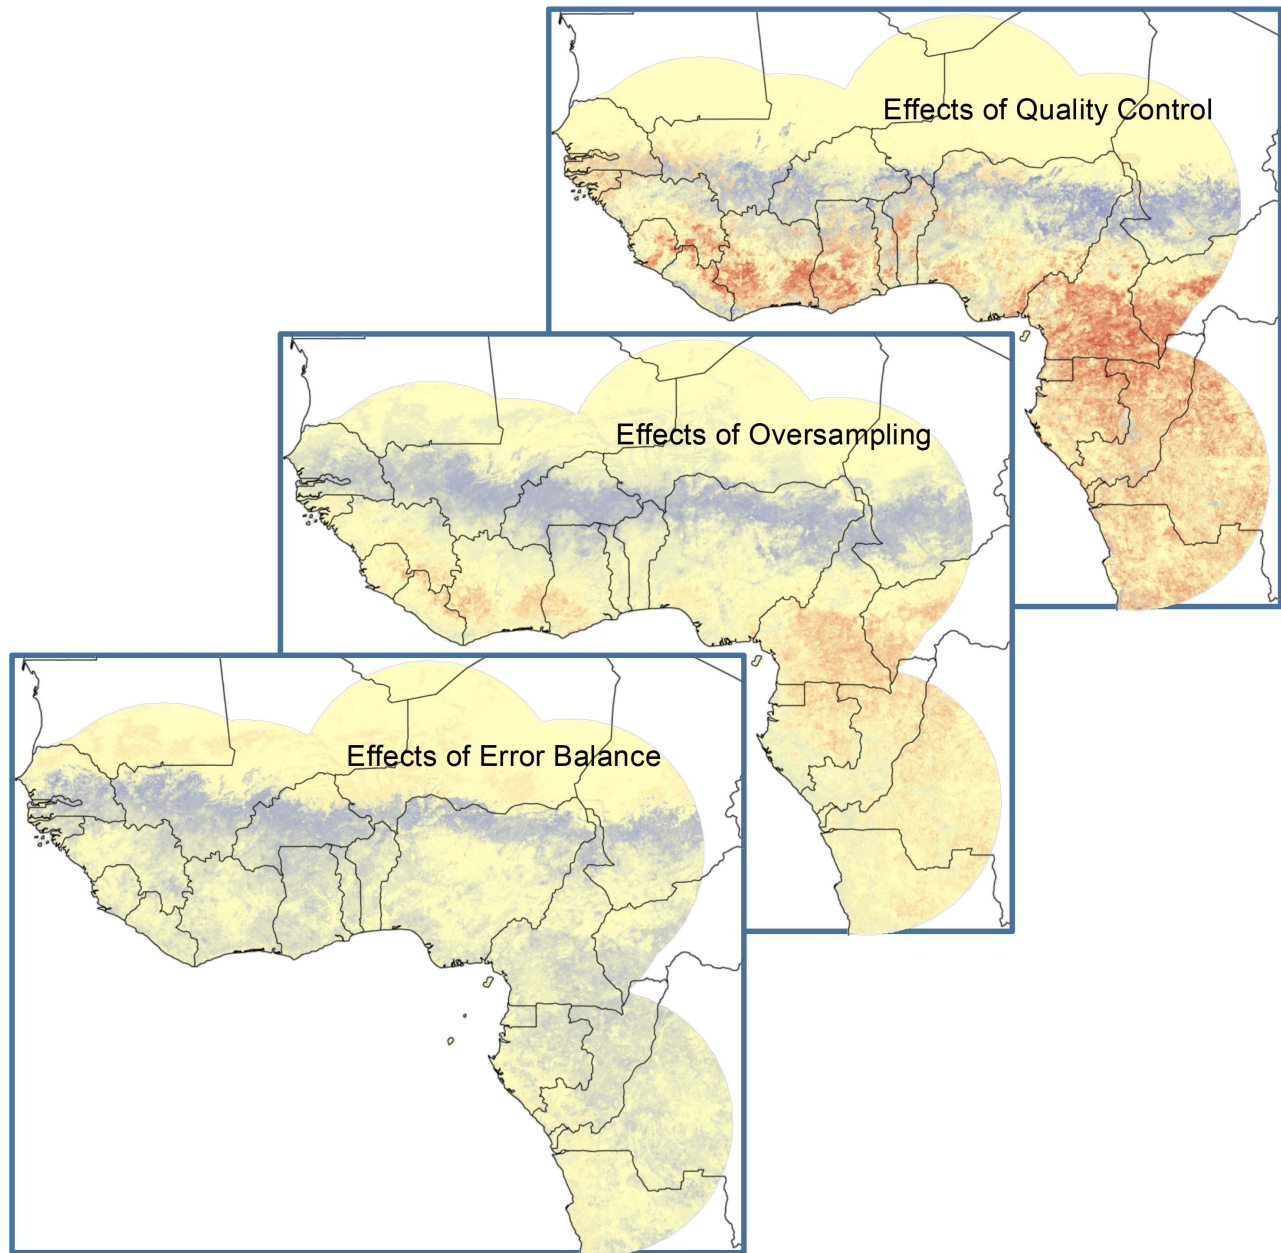 Effects of Quality Control
Effects of Oversampling
Effects of Error Balance